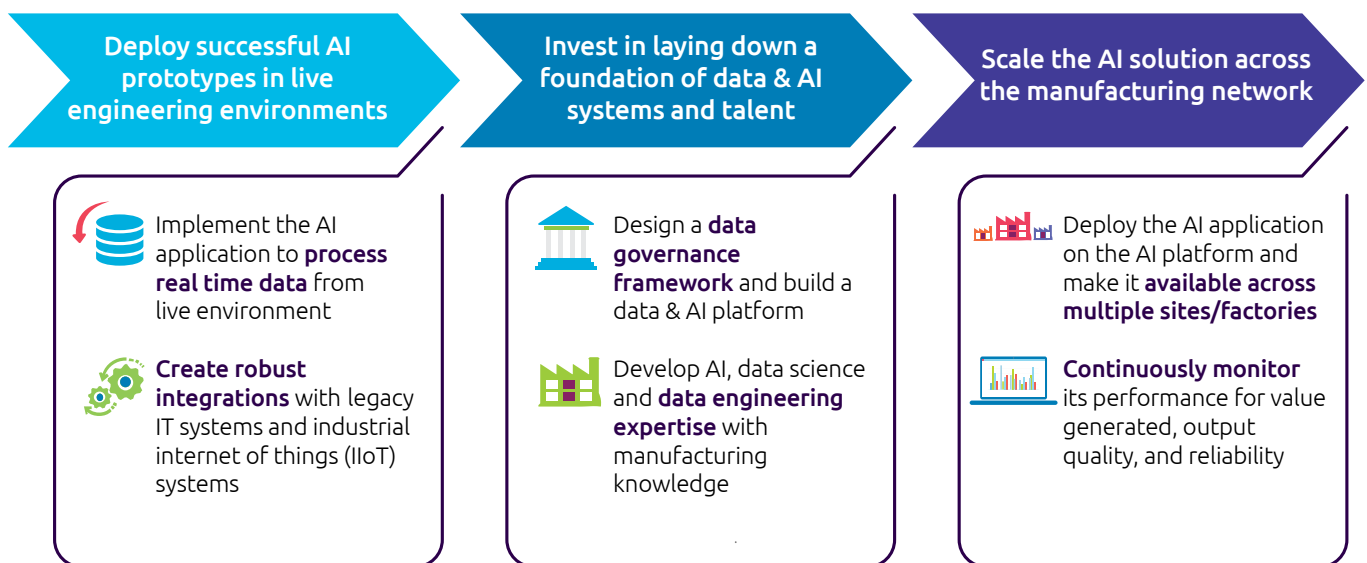 Deploy successful AI
prototypes in live
engineering environments
Implement the AI
application to process
real time data from
live environment
Create robust
integrations with legacy
IT systems and industrial
internet of things (IIoT)
systems
Invest in laying down a
foundation of data & AI
systems and talent
Design a data
governance
framework and build a
data & AI platform
Develop AI, data science
and data engineering
expertise with
manufacturing
knowledge
Scale the AI solution across
the manufacturing network
Deploy the AI application
on the AI platform and
make it available across
multiple sites/factories
Continuously monitor
its performance for value
generated, output
quality, and reliability